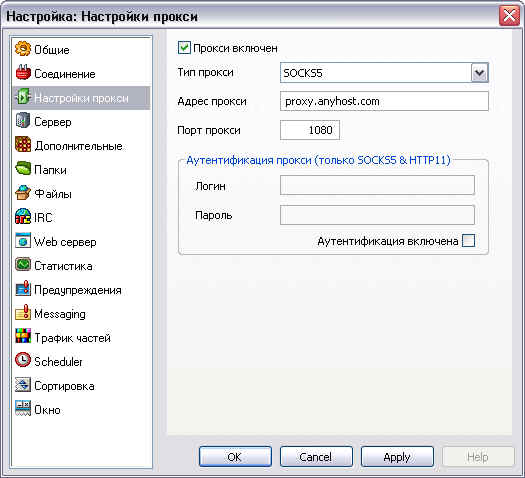 Настройка: Настройки прокси
Общие
Соединение
Настройки прокси
Сервер
Дополнительные
Папки
Файлы
IRC
Web сервер
Статистика
Предупреждения
Messaging
Трафик частей
Scheduler
Сортировка
Окно
Прокси включен
Тип прокси
SOCKS5
Адрес прокси
proxy.anyhost.com
Порт прокси
1080
Аутентификация прокси (только SOCKS5 & HTTP11)
Логин
Пароль
Аутентификация включена
OK
Cancel
Apply
Help